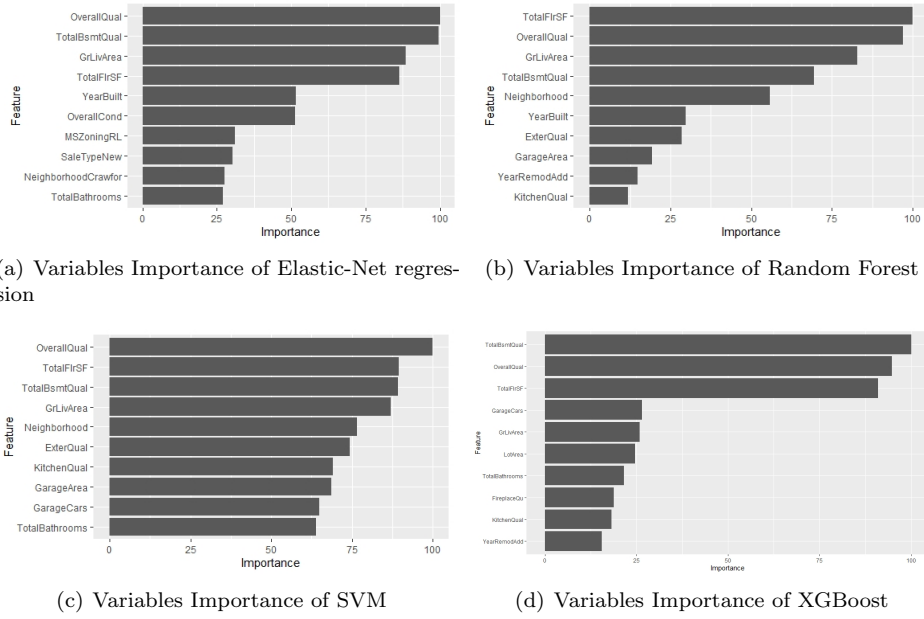 OverallQual
TotalBsmtQual
GrLivArea
TotalFlrSF
YearBuilt
OverallCond
MSZoningRL
SaleTypeNew
NeighborhoodCrawfor
TotalBathrooms
Feature
0 25 50 75 100
Importance
TotalFlrSF
OverallQual
GrLivArea
TotalBsmtQual
Neighborhood
YearBuilt
ExterQual
GarageArea
YearRemodAdd
KitchenQual
Feature
0 25 50 75 100
Importance
a) Variables Importance of Elastic-Net regres-
sion
(b) Variables Importance of Random Forest
OverallQual
TotalFlrSF
TotalBsmtQual
GrLivArea
Neighborhood
ExterQual
KitchenQual
GarageArea
GarageCars
TotalBathrooms
Feature
0 25 50 75 100
Importance
TotalBsmtQual
OverallQual
TotalFlrSF
GarageCars
GrLivArea
LotArea
TotalBathrooms
FireplaceQu
KitchenQual
YearRemodAdd
Feature
0 25 50 75 100
Importance
(c) Variables Importance of SVM
(d) Variables Importance of XGBoost